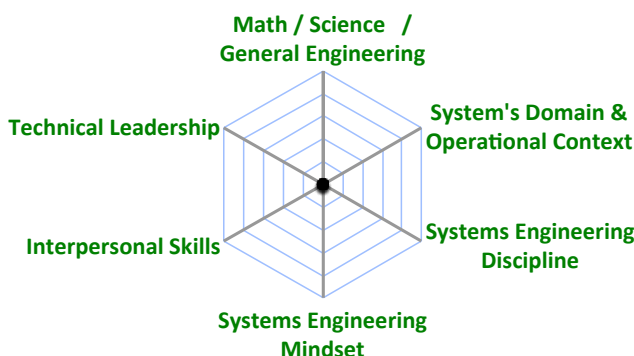 Math / Science /
General Engineering
System's Domain &
Operational Context
Systems Engineering
Discipline
Systems Engineering
Mindset
Interpersonal Skills
Technical Leadership